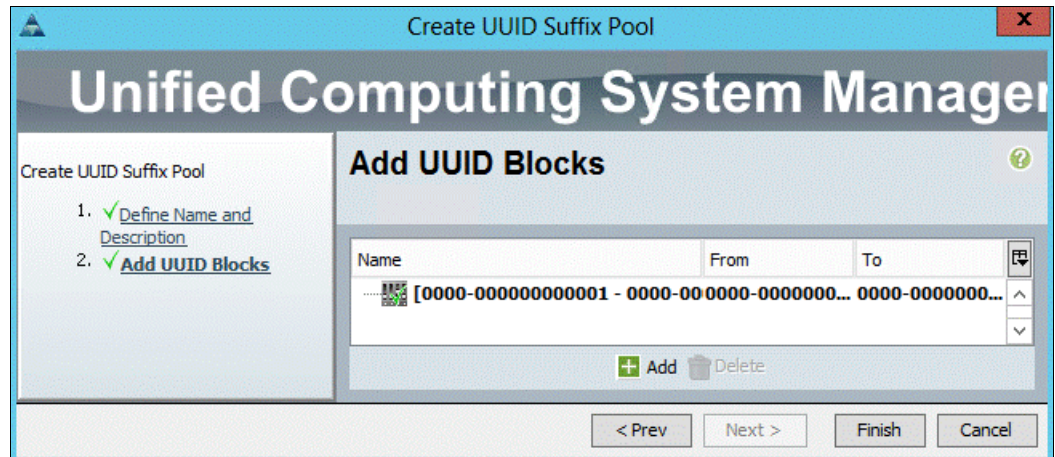 Create UUID Suffix Pool
x
Unified Computing System Manager
Create UUID Suffix Pool
1. Define Name and
Description
2. Add UUID Blocks
Add UUID Blocks
?
Name From To
[0000-000000000001 - 0000-00 0000-0000000... 0000-0000000...
+ Add Delete
< Prev Next > Finish Cancel